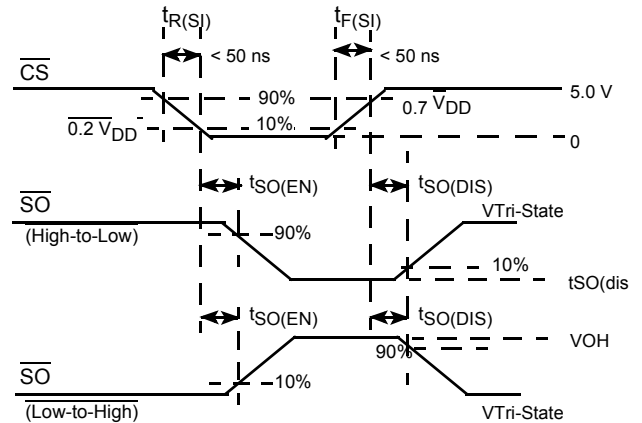 tR(SI) tF(SI)
< 50 ns < 50 ns
CS
90% 0.7 VDD 5.0 V
0.2 VDD 10% 0
tSO(EN) tSO(DIS)
SO VTri-State
(High-to-Low) 90%
10%
tSO(dis
tSO(EN) tSO(DIS)
VOH
90%
SO 10%
(Low-to-High) VTri-State